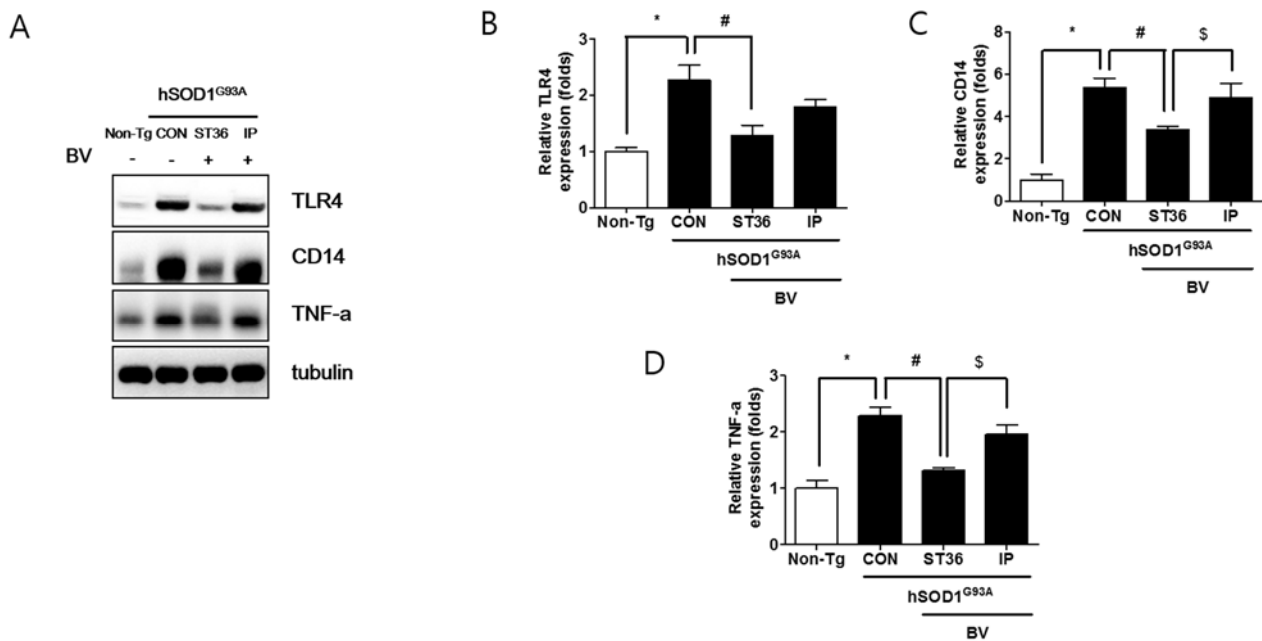 A
hSOD1G93A
Non-Tg CON ST36 IP
BV - - + +
TLR4
CD14
TNF-a
tubulin
B
Relative TLR4
expression (folds)
3
2
1
0
* #
Non-Tg CON ST36 IP
hSOD1G93A
BV
C
Relative CD14
expression (folds)
8
6
4
2
0
* # $
Non-Tg CON ST36 IP
hSOD1G93A
BV
D
Relative TNF-a
expression (folds)
3
2
1
0
* # $
Non-Tg CON ST36 IP
hSOD1G93A
BV